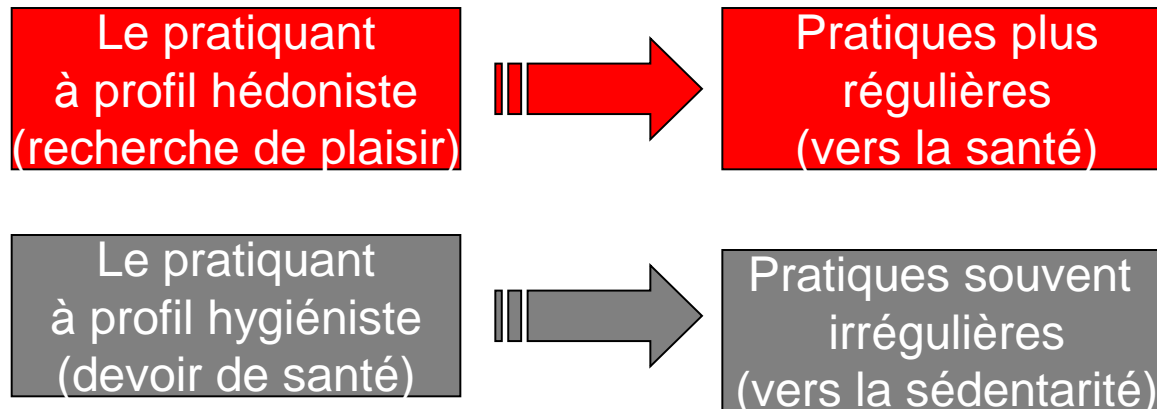 Le pratiquant
à profil hédoniste
(recherche de plaisir)
Pratiques plus
régulières
(vers la santé)
Le pratiquant
à profil hygiéniste
(devoir de santé)
Pratiques souvent
irrégulières
(vers la sédentarité)